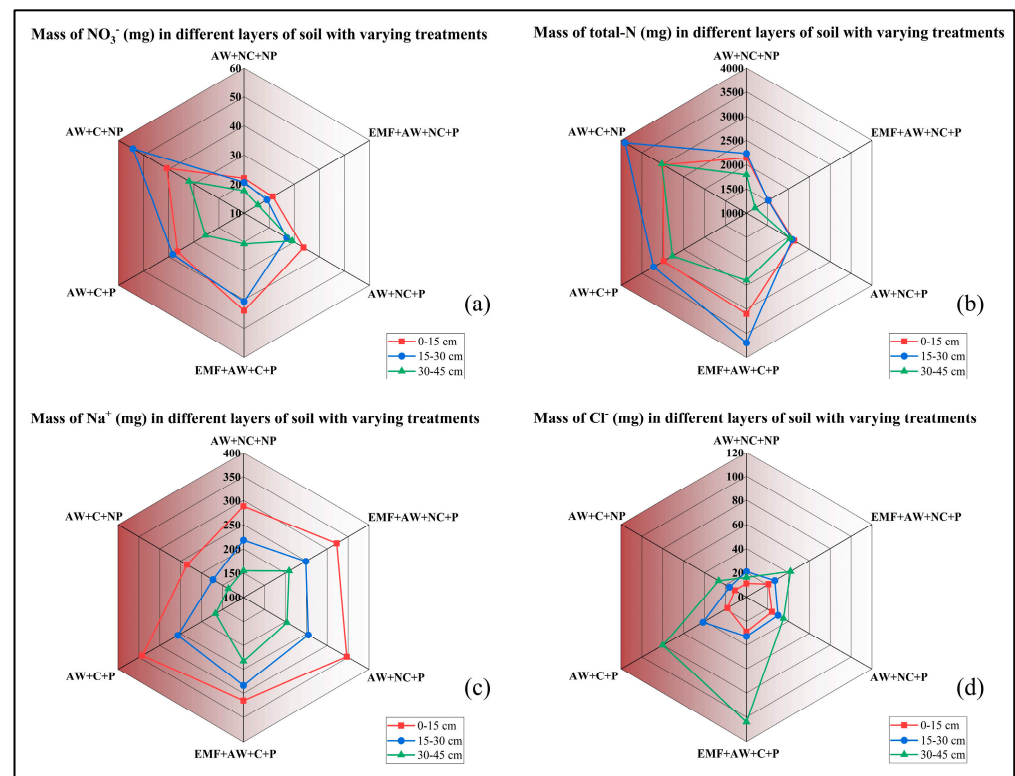 Mass of NO₃⁻ (mg) in different layers of soil with varying treatments
AW+NC+NP
60
50
40
30
20
10
AW+C+NP
EMF+AW+NC+P
AW+C+P
AW+NC+P
EMF+AW+C+P
(a)
0-15 cm
15-30 cm
30-45 cm
Mass of total-N (mg) in different layers of soil with varying treatments
AW+NC+NP
4000
3500
3000
2500
2000
1500
1000
AW+C+NP
EMF+AW+NC+P
AW+C+P
AW+NC+P
EMF+AW+C+P
(b)
0-15 cm
15-30 cm
30-45 cm
Mass of Na⁺ (mg) in different layers of soil with varying treatments
AW+NC+NP
400
350
300
250
200
150
100
AW+C+NP
EMF+AW+NC+P
AW+C+P
AW+NC+P
EMF+AW+C+P
(c)
0-15 cm
15-30 cm
30-45 cm
Mass of Cl⁻ (mg) in different layers of soil with varying treatments
AW+NC+NP
120
100
80
60
40
20
0
AW+C+NP
EMF+AW+NC+P
AW+C+P
AW+NC+P
EMF+AW+C+P
(d)
0-15 cm
15-30 cm
30-45 cm